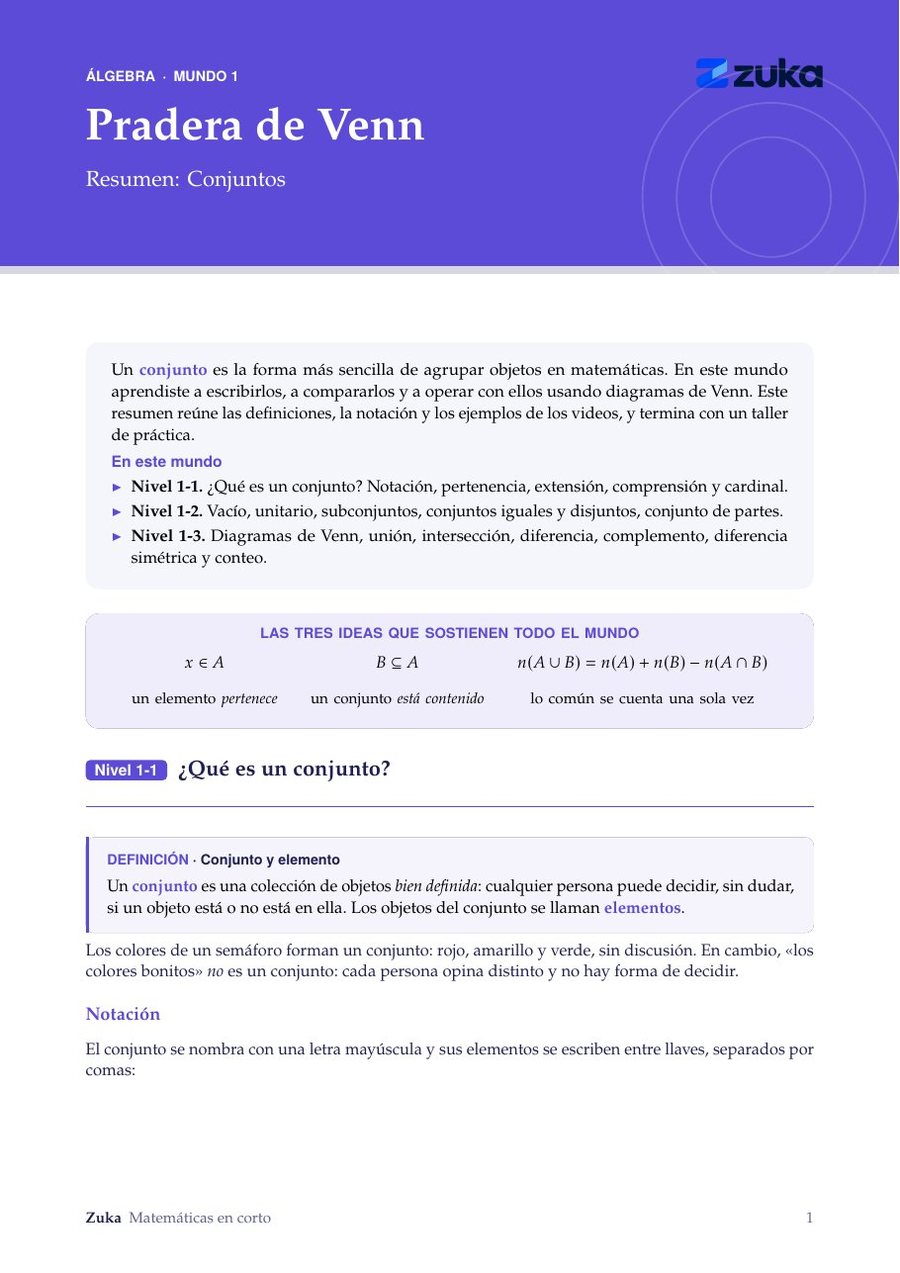 ÁLGEBRA · MUNDO 1
zuka
Pradera de Venn
Resumen: Conjuntos
Un conjunto es la forma más sencilla de agrupar objetos en matemáticas. En este mundo
aprendiste a escribirlos, a compararlos y a operar con ellos usando diagramas de Venn. Este
resumen reúne las definiciones, la notación y los ejemplos de los videos, y termina con un taller
de práctica.
En este mundo
▸ Nivel 1-1. ¿Qué es un conjunto? Notación, pertenencia, extensión, comprensión y cardinal.
▸ Nivel 1-2. Vacío, unitario, subconjuntos, conjuntos iguales y disjuntos, conjunto de partes.
▸ Nivel 1-3. Diagramas de Venn, unión, intersección, diferencia, complemento, diferencia
simétrica y conteo.
LAS TRES IDEAS QUE SOSTIENEN TODO EL MUNDO
x ∈ A B ⊆ A n(A ∪ B) = n(A) + n(B) − n(A ∩ B)
un elemento pertenece un conjunto está contenido lo común se cuenta una sola vez
Nivel 1-1 ¿Qué es un conjunto?
DEFINICIÓN · Conjunto y elemento
Un conjunto es una colección de objetos bien definida: cualquier persona puede decidir, sin dudar,
si un objeto está o no está en ella. Los objetos del conjunto se llaman elementos.
Los colores de un semáforo forman un conjunto: rojo, amarillo y verde, sin discusión. En cambio, «los
colores bonitos» no es un conjunto: cada persona opina distinto y no hay forma de decidir.
Notación
El conjunto se nombra con una letra mayúscula y sus elementos se escriben entre llaves, separados por
comas:
Zuka Matemáticas en corto 1